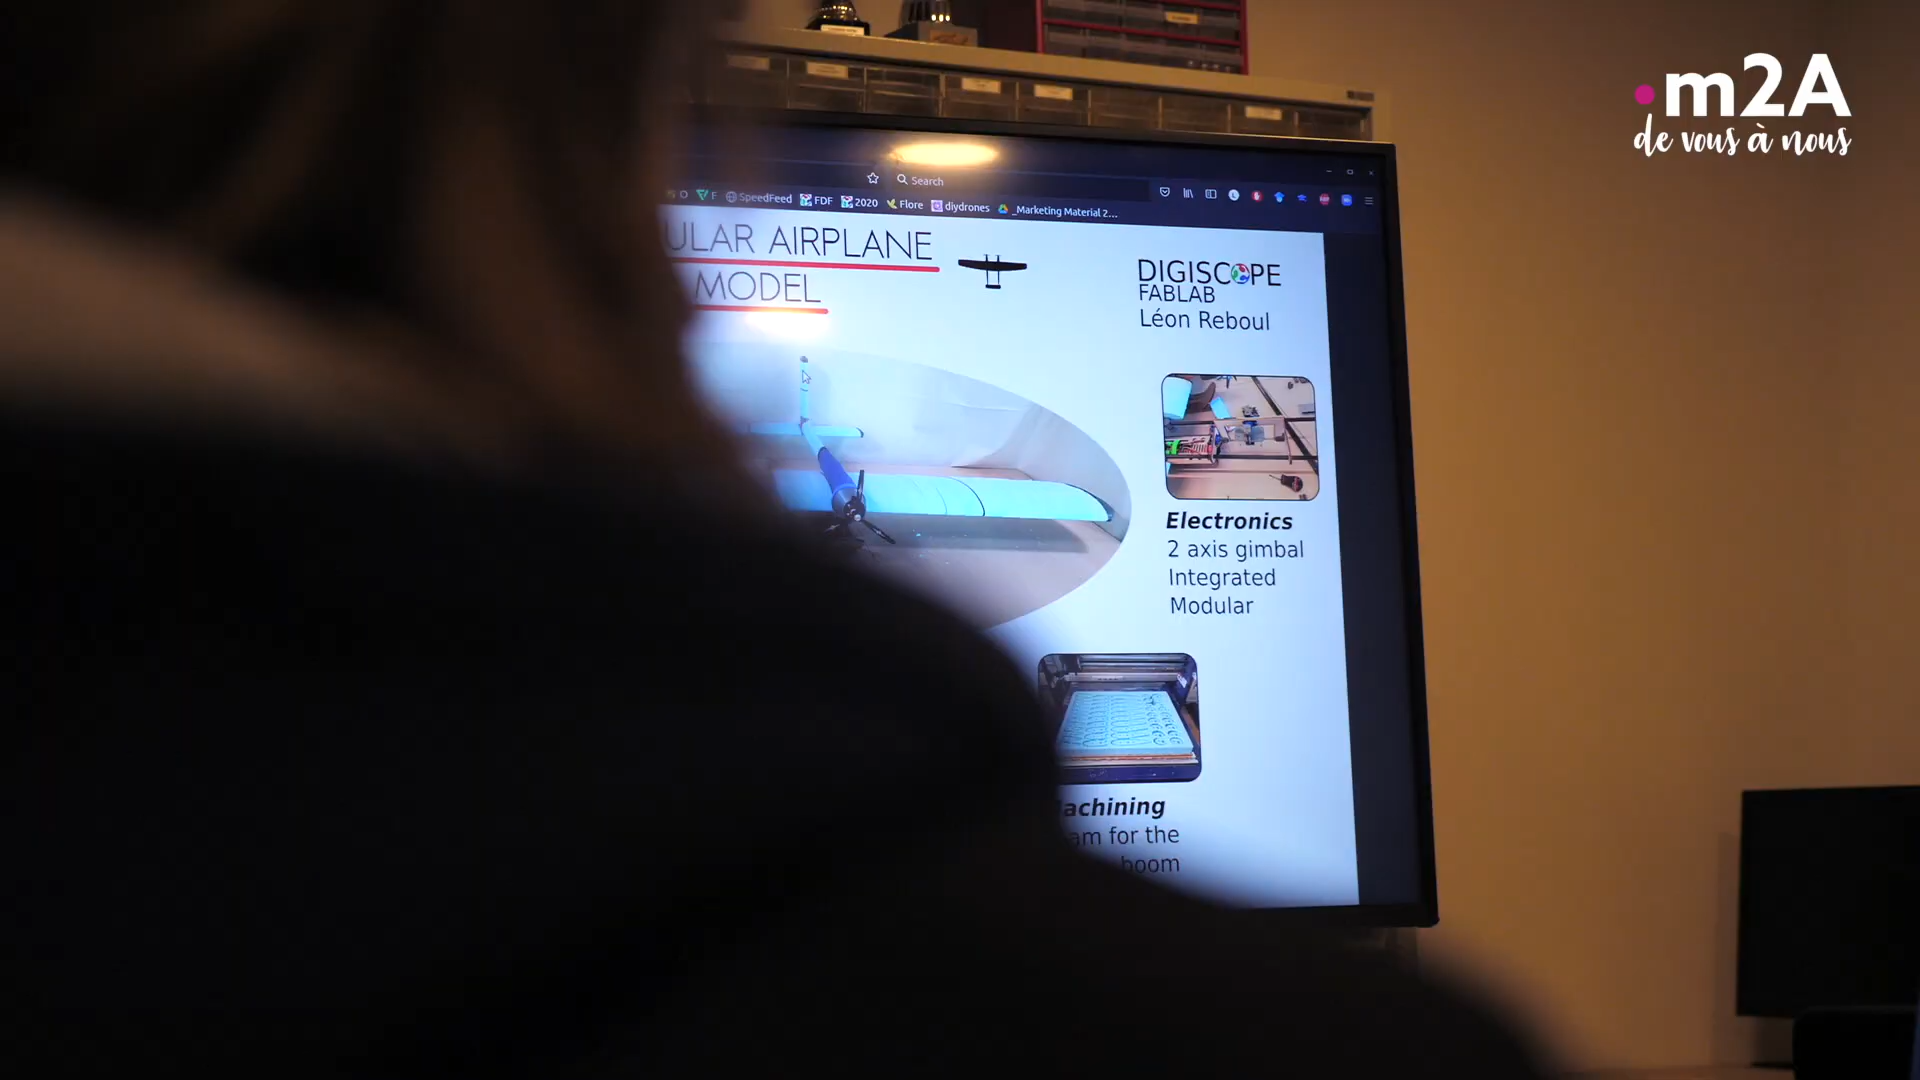 m2A
de vous à nous
Search
F SpeedFeed FDF 2020 Flore diydrones _Marketing Material 2...
ULAR AIRPLANE
MODEL
DIGISCOPE
FABLAB
Léon Reboul
Electronics
2 axis gimbal
Integrated
Modular
achining
am for the
boom